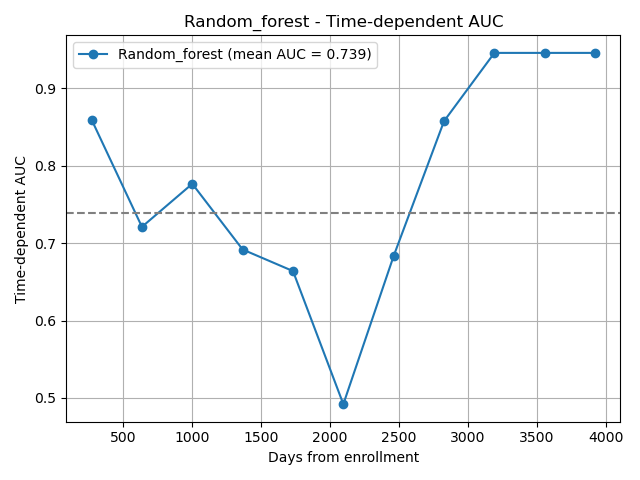 Random_forest - Time-dependent AUC
Random_forest (mean AUC = 0.739)
Time-dependent AUC
0.9
0.8
0.7
0.6
0.5
500 1000 1500 2000 2500 3000 3500 4000
Days from enrollment